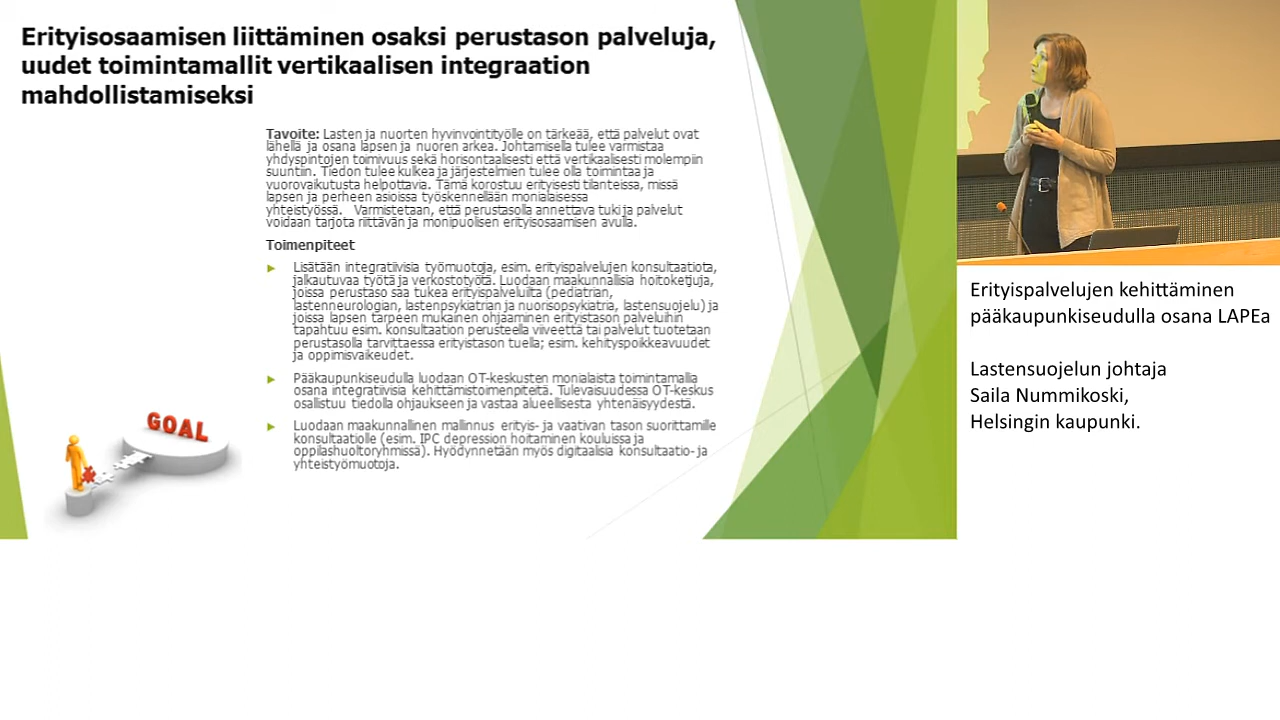 Erityisosaamisen liittäminen osaksi perustason palveluja,
uudet toimintamallit vertikaalisen integraation
mahdollistamiseksi
Tavoite: Lasten ja nuorten hyvinvointityölle on tärkeää, että palvelut ovat
lähellä ja osana lapsen ja nuoren arkea. Johtamisella tulee varmistaa
yhdyspintojen toimivuus sekä horisontaalisesti että vertikaalisesti molempiin
suuntiin. Tiedon tulee kulkea ja järjestelmien tulee olla toimintaa ja
vuorovaikutusta helpottavia. Tämä korostuu erityisesti tilanteissa, missä
lapsen ja perheen asioissa työskennellään monialaisessa
yhteistyössä. Varmistetaan, että perustasolla annettava tuki ja palvelut
voidaan tarjota riittävän ja monipuolisen erityisosaamisen avulla.
Toimenpiteet
► Lisätään integratiivisia työmuotoja, esim. erityispalvelujen konsultaatiota,
jalkautuvaa työtä ja verkostotyötä. Luodaan maakunnallisia hoitoketjuja,
joissa perustaso saa tukea erityispalveluilta (pediatrian,
lastenneurologian, lastenpsykiatrian ja nuorisopsykiatria, lastensuojelu) ja
joissa lapsen tarpeen mukainen ohjaaminen erityistason palveluihin
tapahtuu esim. konsultaation perusteella viiveettä tai palvelut tuotetaan
perustasolla tarvittaessa erityistason tuella; esim. kehityspoikkeavuudet
ja oppimisvaikeudet.
► Pääkaupunkiseudulla luodaan OT-keskusten monialaista toimintamallia
osana integratiivisia kehittämistoimenpiteitä. Tulevaisuudessa OT-keskus
osallistuu tiedolla ohjaukseen ja vastaa alueellisesta yhtenäisyydestä.
► Luodaan maakunnallinen mallinnus erityis- ja vaativan tason suorittamille
konsultaatiolle (esim. IPC depression hoitaminen kouluissa ja
oppilashuoltoryhmissä). Hyödynnetään myös digitaalisia konsultaatio- ja
yhteistyömuotoja.
GOAL
Erityispalvelujen kehittäminen
pääkaupunkiseudulla osana LAPEa
Lastensuojelun johtaja
Saila Nummikoski,
Helsingin kaupunki.